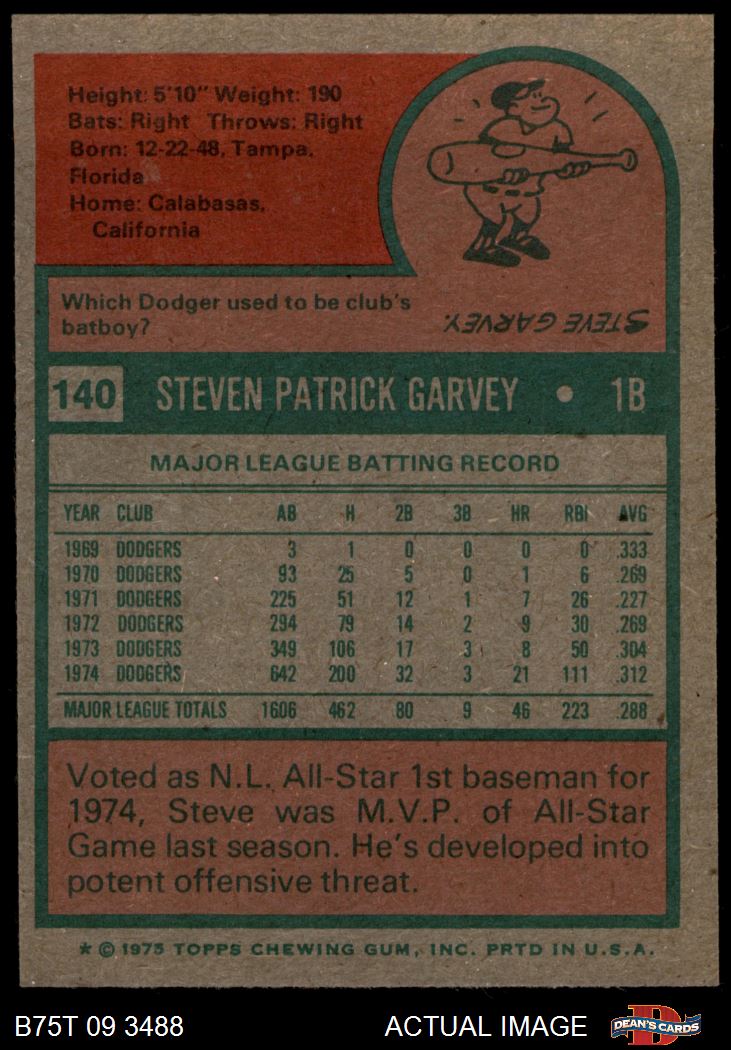 Height: 5'10" Weight: 190
Bats: Right Throws: Right
Born: 12-22-48, Tampa,
Florida
Home: Calabasas,
California
Which Dodger used to be club's
batboy?
STEVE GARVEY.
140 STEVEN PATRICK GARVEY • 1B
MAJOR LEAGUE BATTING RECORD
YEAR CLUB AB H 2B 3B HR RBI AVG
1969 DODGERS 3 1 0 0 0 0 .333
1970 DODGERS 93 25 5 0 1 6 .269
1971 DODGERS 225 51 12 1 7 26 .227
1972 DODGERS 294 79 14 2 9 30 .269
1973 DODGERS 349 106 17 3 8 50 .304
1974 DODGERS 642 200 32 3 21 111 .312
MAJOR LEAGUE TOTALS 1606 462 80 9 46 223 .288
Voted as N.L. All-Star 1st baseman for
1974, Steve was M.V.P. of All-Star
Game last season. He's developed into
potent offensive threat.
* © 1975 TOPPS CHEWING GUM, INC. PRTD IN U.S.A.
B75T 09 3488 ACTUAL IMAGE DEAN'S CARDS